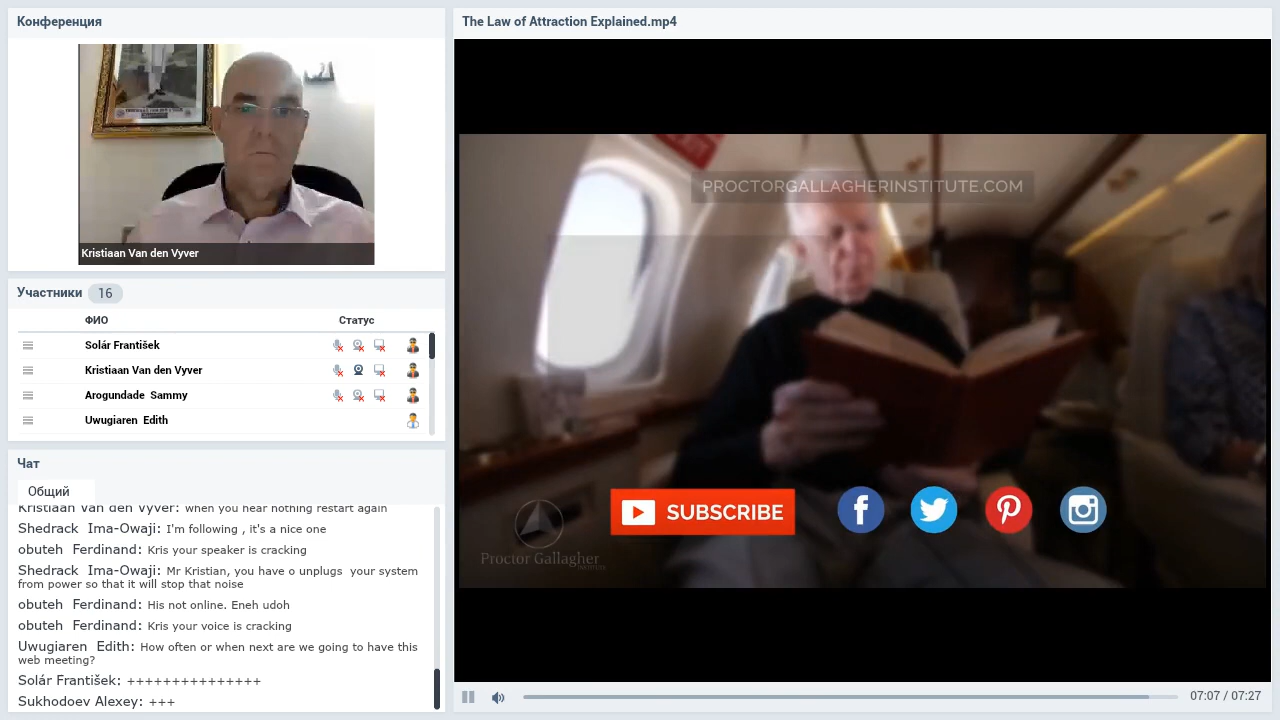 Конференция
Kristiaan Van den Vyver
Участники 16
ФИО Статус
Solár František
Kristiaan Van den Vyver
Arogundade Sammy
Uwugiaren Edith
Чат
Общий
Kristiaan Van den Vyver: when you hear nothing restart again
Shedrack Ima-Owaji: I'm following , it's a nice one
obuteh Ferdinand: Kris your speaker is cracking
Shedrack Ima-Owaji: Mr Kristian, you have o unplugs your system
from power so that it will stop that noise
obuteh Ferdinand: His not online. Eneh udoh
obuteh Ferdinand: Kris your voice is cracking
Uwugiaren Edith: How often or when next are we going to have this
web meeting?
Solár František: +++++++++++++++
Sukhodoev Alexey: +++
The Law of Attraction Explained.mp4
PROCTORGALLAGHERINSTITUTE.COM
SUBSCRIBE
Proctor Gallagher
07:07 / 07:27